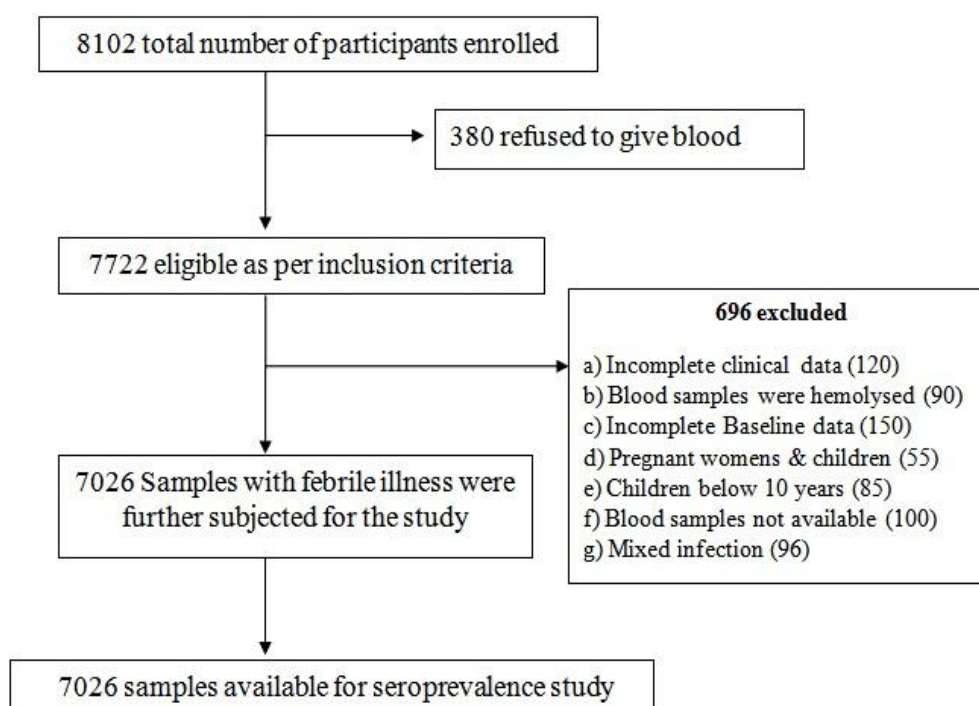 8102 total number of participants enrolled
380 refused to give blood
7722 eligible as per inclusion criteria
696 excluded
a) Incomplete clinical data (120)
b) Blood samples were hemolysed (90)
c) Incomplete Baseline data (150)
d) Pregnant womens & children (55)
e) Children below 10 years (85)
f) Blood samples not available (100)
g) Mixed infection (96)
7026 Samples with febrile illness were
further subjected for the study
7026 samples available for seroprevalence study